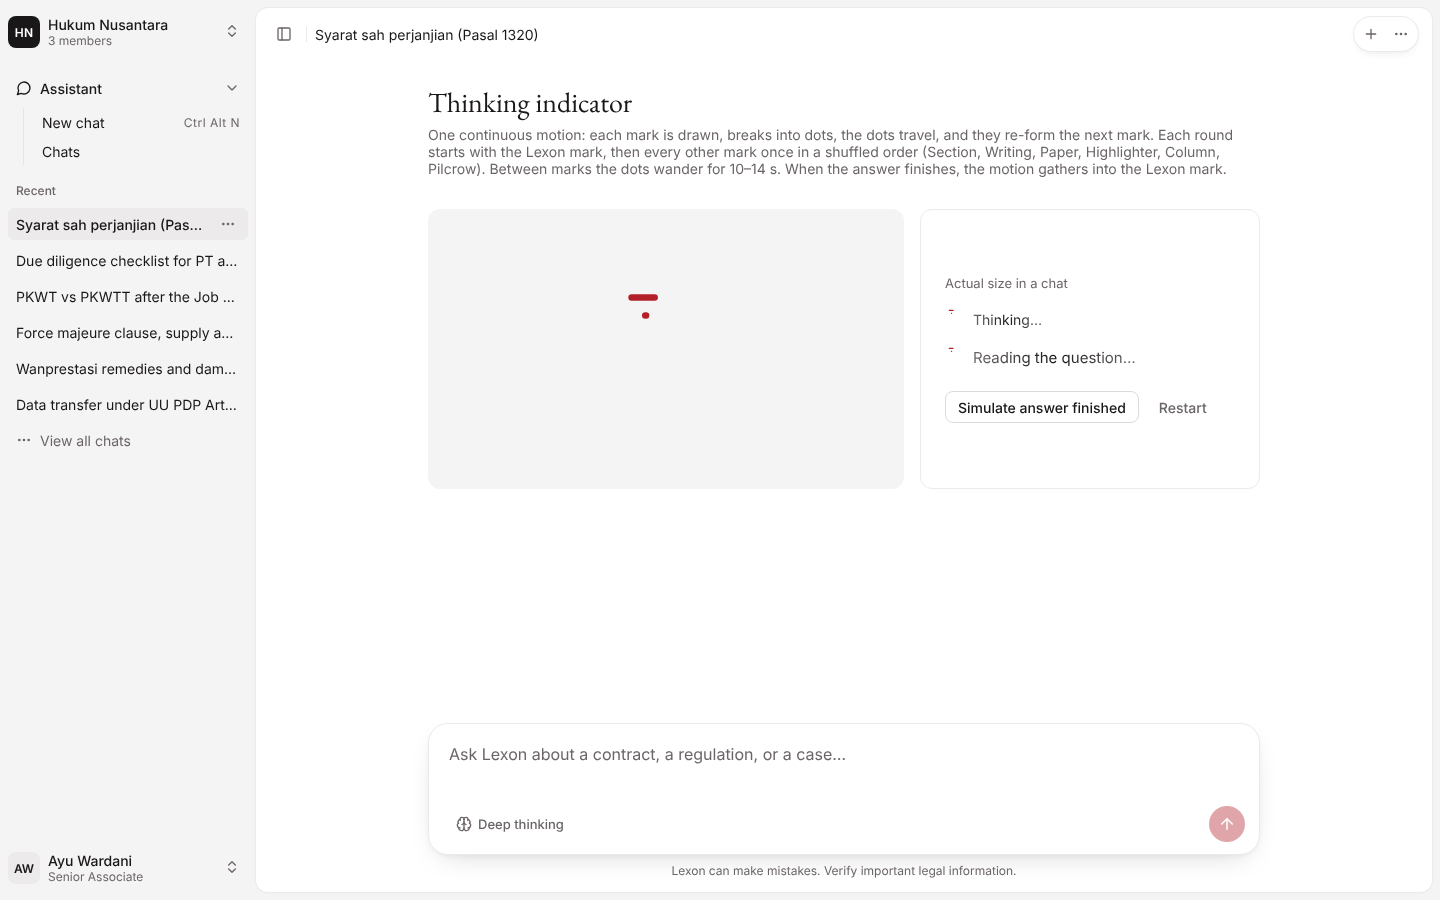 HN
Hukum Nusantara
3 members
Assistant
New chat
Ctrl Alt N
Chats
Recent
Syarat sah perjanjian (Pas...
Due diligence checklist for PT a...
PKWT vs PKWTT after the Job ...
Force majeure clause, supply a...
Wanprestasi remedies and dam...
Data transfer under UU PDP Art...
View all chats
AW
Ayu Wardani
Senior Associate
Syarat sah perjanjian (Pasal 1320)
Thinking indicator
One continuous motion: each mark is drawn, breaks into dots, the dots travel, and they re-form the next mark. Each round
starts with the Lexon mark, then every other mark once in a shuffled order (Section, Writing, Paper, Highlighter, Column,
Pilcrow). Between marks the dots wander for 10–14 s. When the answer finishes, the motion gathers into the Lexon mark.
Actual size in a chat
Thinking...
Reading the question...
Simulate answer finished
Restart
Ask Lexon about a contract, a regulation, or a case...
Deep thinking
Lexon can make mistakes. Verify important legal information.